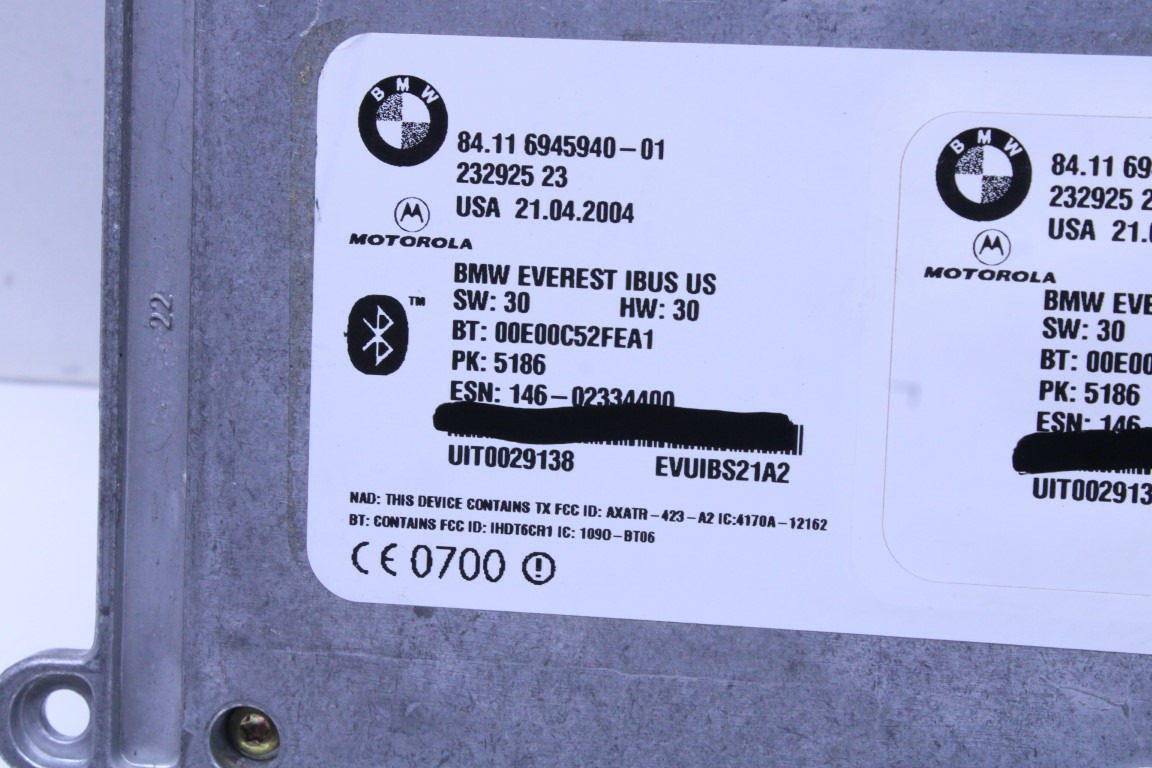 BMW
84.11 6945940-01
232925 23
USA 21.04.2004
MOTOROLA
BMW EVEREST IBUS US
SW: 30 HW: 30
TM
BT: 00E00C52FEA1
PK: 5186
ESN: 146-02334400
UIT0029138 EVUIBS21A2
NAD: THIS DEVICE CONTAINS TX FCC ID: AXATR-423-A2 IC:4170A-12162
BT: CONTAINS FCC ID: IHDT6CR1 IC: 109O-BT06
CE 0700
22
BMW
84.11 69
232925 2
USA 21.
MOTOROLA
BMW EVE
SW: 30
BT: 00E00
PK: 5186
ESN: 146
UIT002913